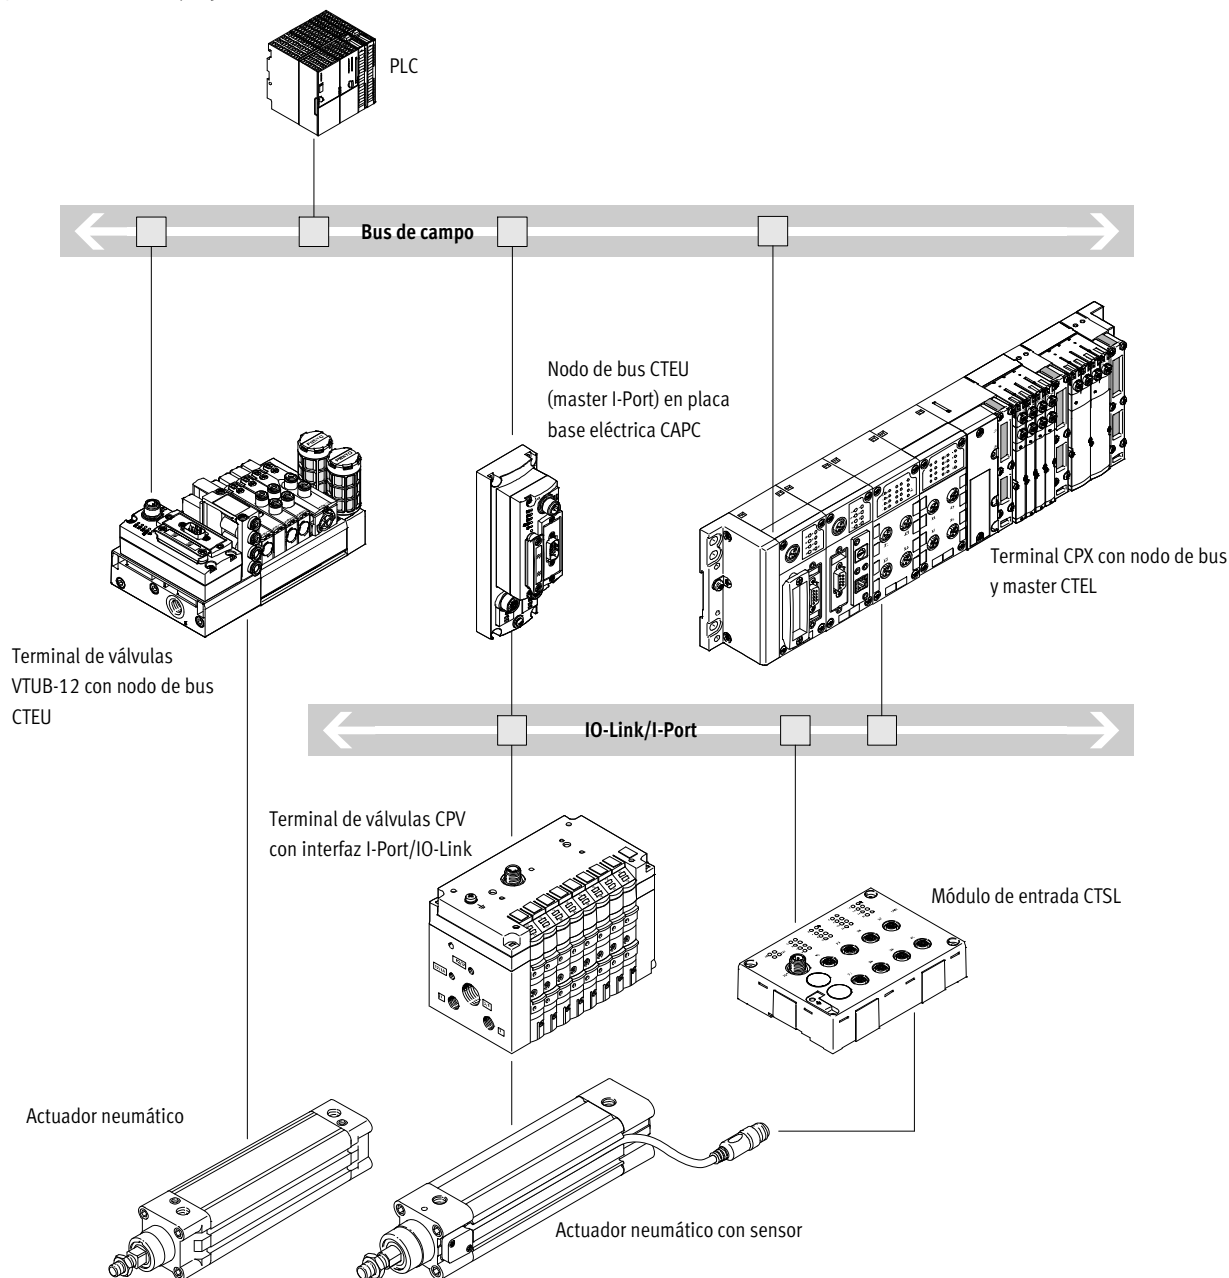 PLC
Bus de campo
Nodo de bus CTEU
(master I-Port) en placa
base eléctrica CAPC
Terminal CPX con nodo de bus
y master CTEL
Terminal de válvulas
VTUB-12 con nodo de bus
CTEU
IO-Link/I-Port
Terminal de válvulas CPV
con interfaz I-Port/IO-Link
Módulo de entrada CTSL
Actuador neumático
Actuador neumático con sensor